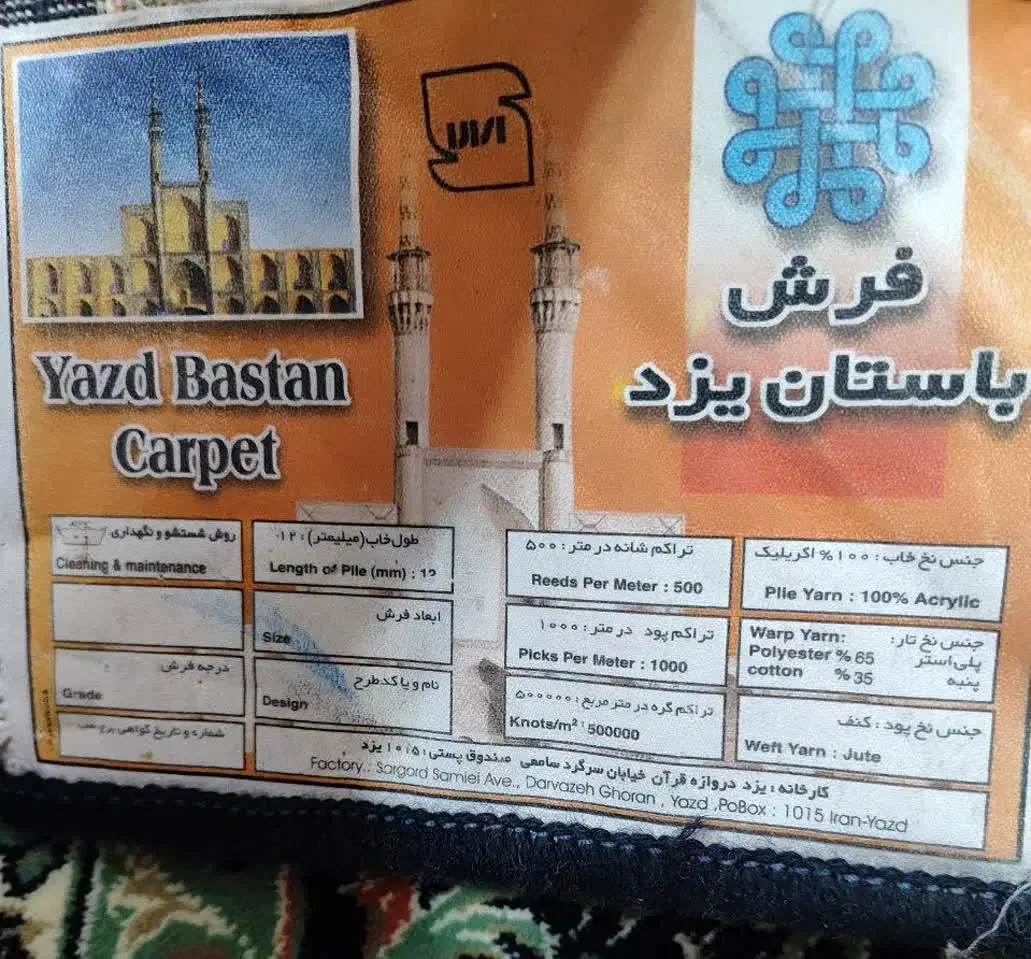 فرش
باستان یزد
Yazd Bastan
Carpet
روش شستشو و نگهداری
Cleaning & maintenance
طول خاب (میلیمتر) : ۱۲
Length of Pile (mm) :
تراکم شانه در متر : ۵۰۰
Reeds Per Meter : 500
جنس نخ خاب : ۱۰۰ % اکریلیک
Pile Yarn : 100% Acrylic
ابعاد فرش
Size
تراکم پود در متر : ۱۰۰۰
Picks Per Meter : 1000
جنس نخ تار :
پلی استر
پنبه
Warp Yarn:
Polyester %65
cotton %35
درجه فرش
Grade
نام و یا کد طرح
Design
تراکم گره در متر مربع : ۵۰۰۰۰۰
Knots/m² : 500000
جنس نخ پود : کنف
Weft Yarn : Jute
شماره و تاریخ گواهی
کارخانه : یزد دروازه قرآن خیابان سرگرد سامعی صندوق پستی : ۱۰۱۵ یزد
Factory.: Sargord Samiei Ave., Darvazeh Ghoran , Yazd ,PoBox : 1015 Iran-Yazd